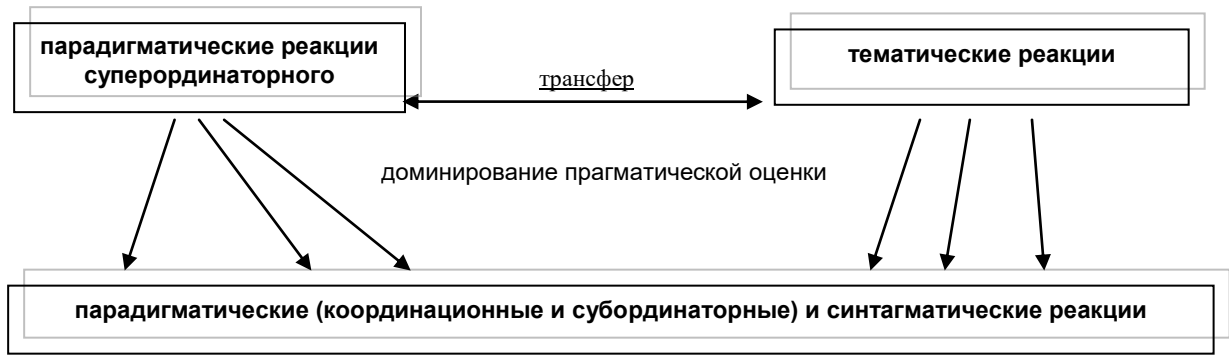 парадигматические реакции
суперординаторного
тематические реакции
трансфер
доминирование прагматической оценки
парадигматические (координационные и субординаторные) и синтагматические реакции